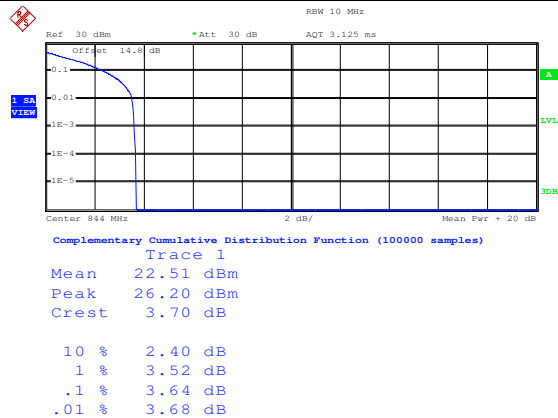 RBW 10 MHz
Ref 30 dBm *Att 30 dB AQT 3.125 ms
Offset 14.8 dB
0.1
A
0.01
1 SA
VIEW
1E-3
LVL
1E-4
1E-5
3DB
Center 844 MHz 2 dB/ Mean Pwr + 20 dB
Complementary Cumulative Distribution Function (100000 samples)
Trace 1
Mean 22.51 dBm
Peak 26.20 dBm
Crest 3.70 dB
10 % 2.40 dB
1 % 3.52 dB
.1 % 3.64 dB
.01 % 3.68 dB